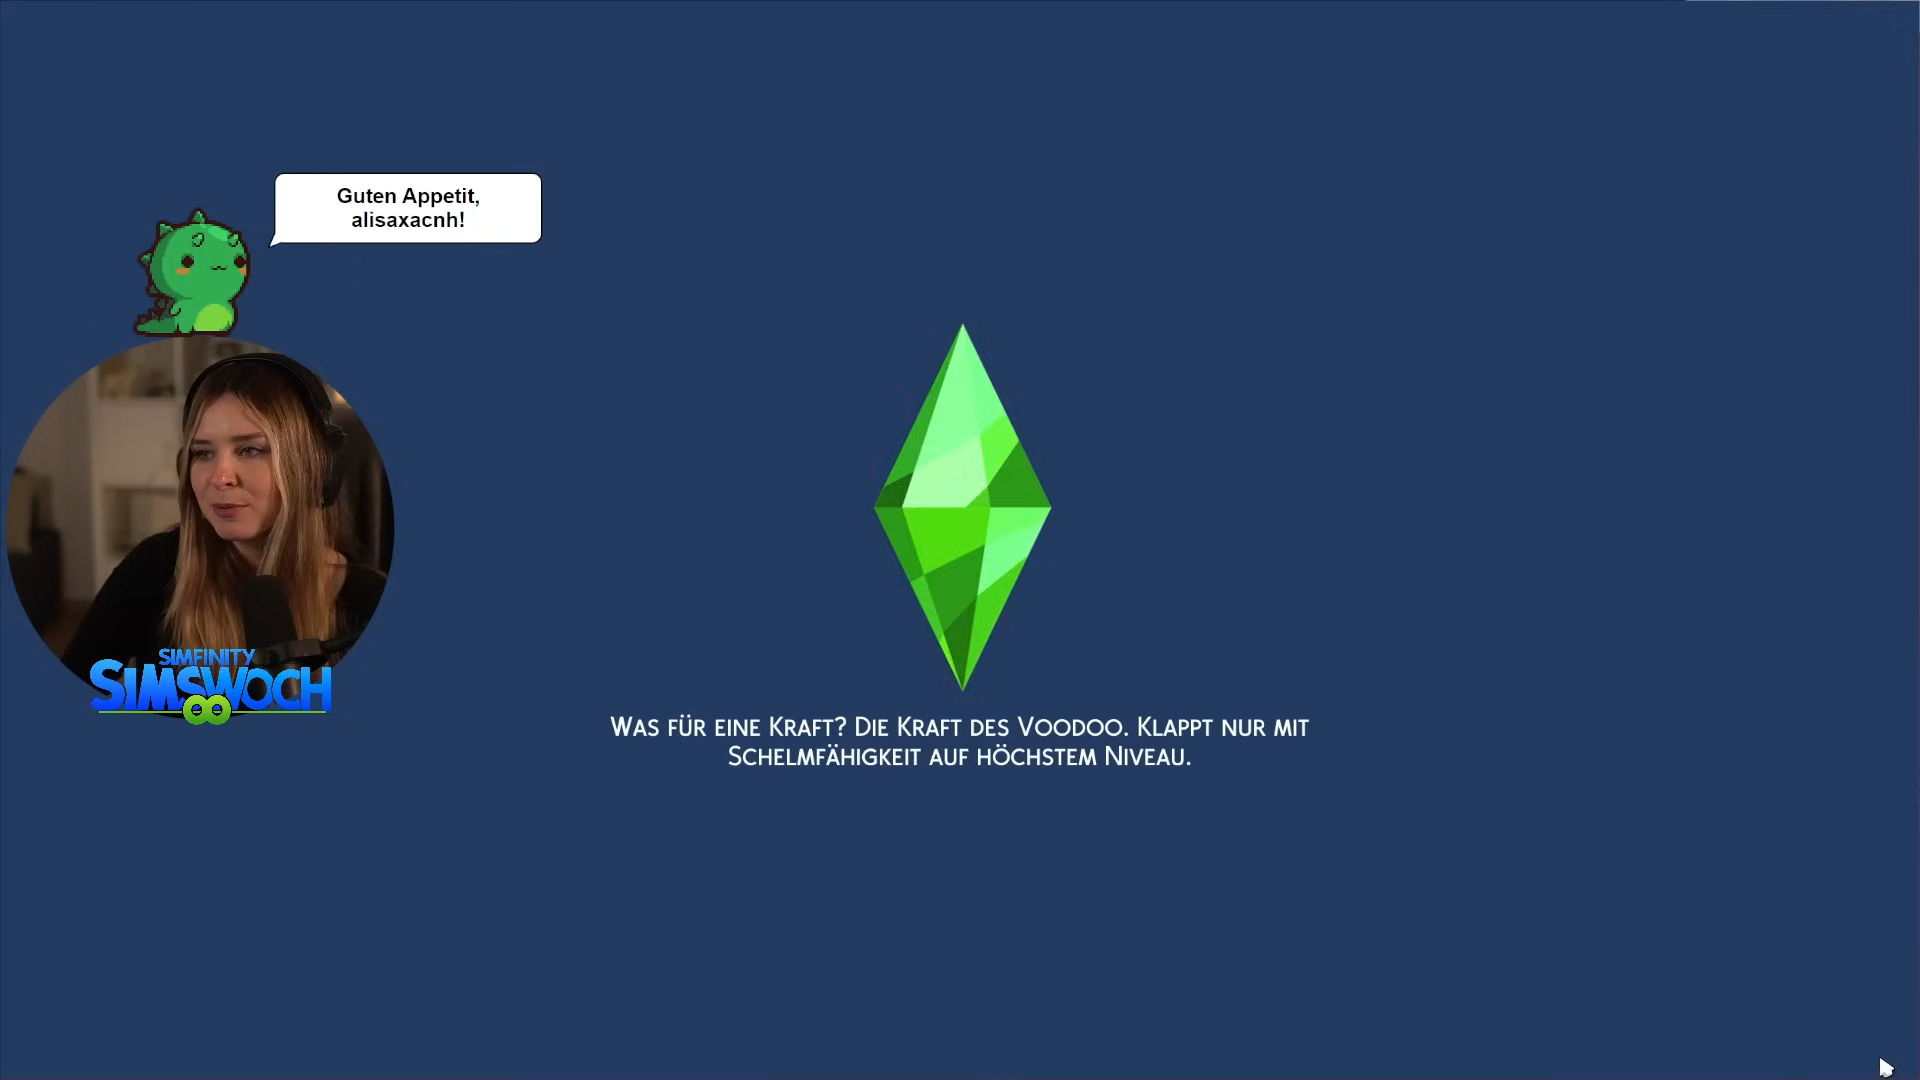 Guten Appetit,
alisaxacnh!
SIMFINITY
SIMSWOCH
WAS FÜR EINE KRAFT? DIE KRAFT DES VOODOO. KLAPPT NUR MIT
SCHELMFÄHIGKEIT AUF HÖCHSTEM NIVEAU.